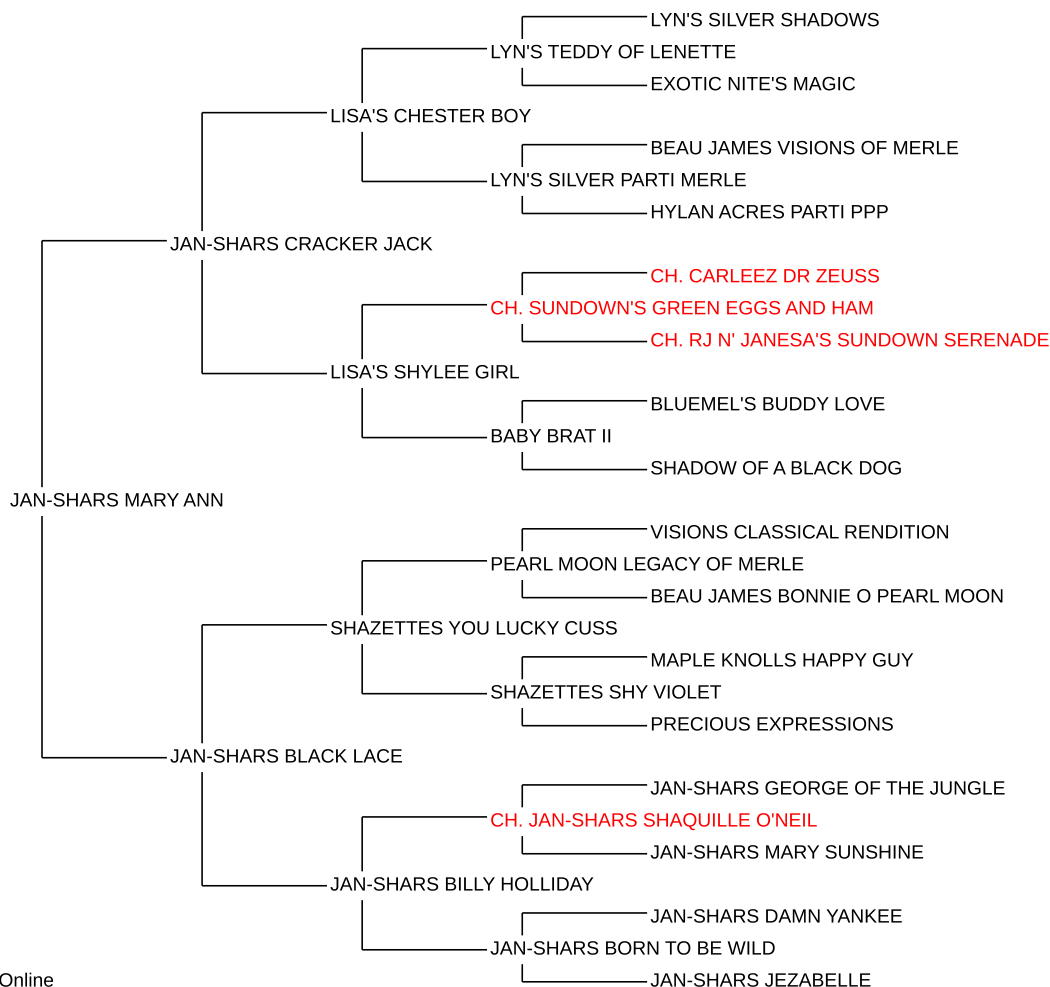 LYN'S SILVER SHADOWS
LYN'S TEDDY OF LENETTE
EXOTIC NITE'S MAGIC
LISA'S CHESTER BOY
BEAU JAMES VISIONS OF MERLE
LYN'S SILVER PARTI MERLE
HYLAN ACRES PARTI PPP
JAN-SHARS CRACKER JACK
CH. CARLEEZ DR ZEUSS
CH. SUNDOWN'S GREEN EGGS AND HAM
CH. RJ N' JANESA'S SUNDOWN SERENADE
LISA'S SHYLEE GIRL
BLUEMEL'S BUDDY LOVE
BABY BRAT II
SHADOW OF A BLACK DOG
JAN-SHARS MARY ANN
VISIONS CLASSICAL RENDITION
PEARL MOON LEGACY OF MERLE
BEAU JAMES BONNIE O PEARL MOON
SHAZETTES YOU LUCKY CUSS
MAPLE KNOLLS HAPPY GUY
SHAZETTES SHY VIOLET
PRECIOUS EXPRESSIONS
JAN-SHARS BLACK LACE
JAN-SHARS GEORGE OF THE JUNGLE
CH. JAN-SHARS SHAQUILLE O'NEIL
JAN-SHARS MARY SUNSHINE
JAN-SHARS BILLY HOLLIDAY
JAN-SHARS DAMN YANKEE
JAN-SHARS BORN TO BE WILD
JAN-SHARS JEZABELLE
Online